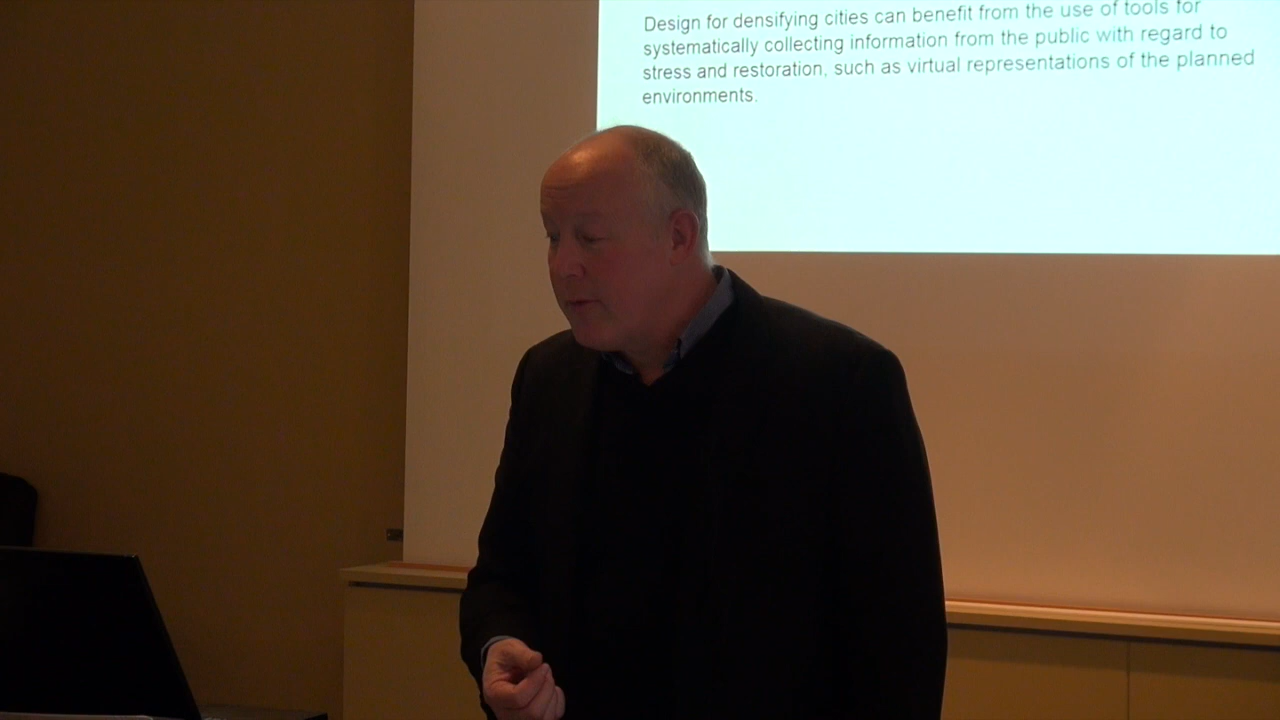 Design for densifying cities can benefit from the use of tools for
systematically collecting information from the public with regard to
stress and restoration, such as virtual representations of the planned
environments.